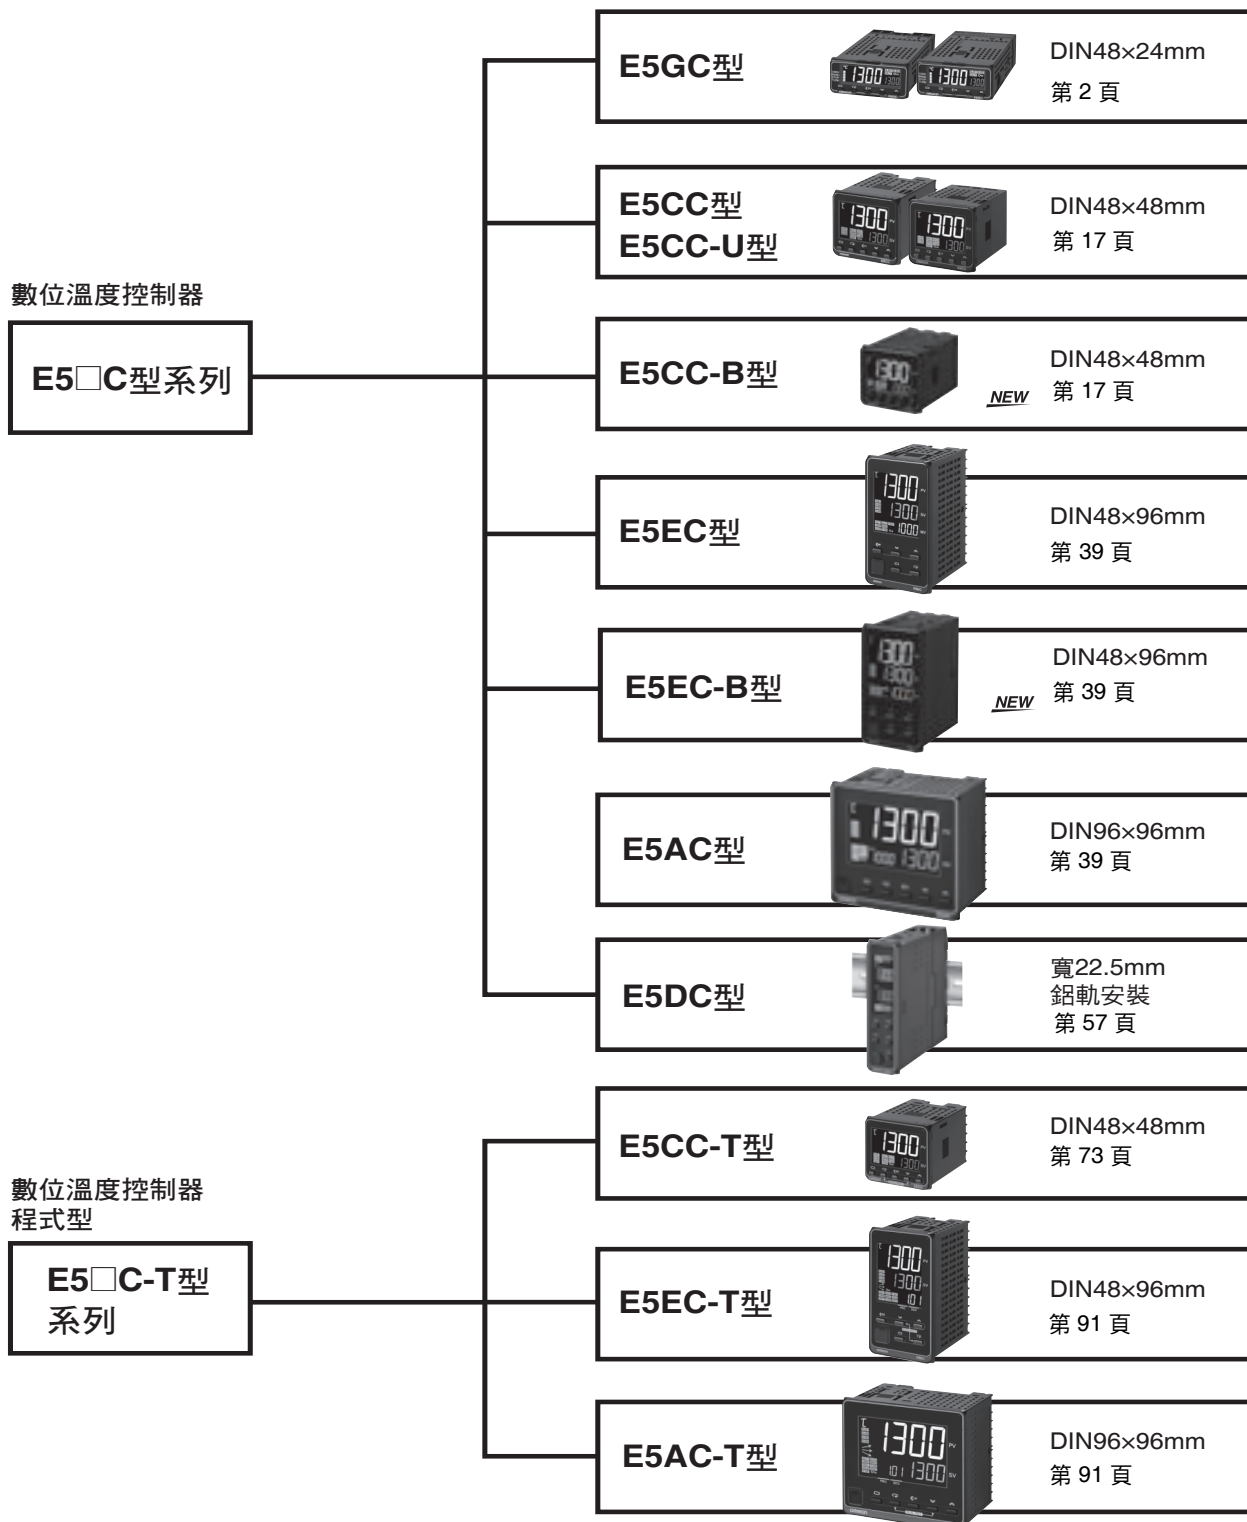 E5GC型
DIN48×24mm
第 2 頁
E5CC型
E5CC-U型
DIN48×48mm
第 17 頁
數位溫度控制器
E5□C型系列
E5CC-B型
NEW
DIN48×48mm
第 17 頁
E5EC型
DIN48×96mm
第 39 頁
E5EC-B型
NEW
DIN48×96mm
第 39 頁
E5AC型
DIN96×96mm
第 39 頁
E5DC型
寬22.5mm
鋁軌安裝
第 57 頁
E5CC-T型
DIN48×48mm
第 73 頁
數位溫度控制器
程式型
E5□C-T型
系列
E5EC-T型
DIN48×96mm
第 91 頁
E5AC-T型
DIN96×96mm
第 91 頁